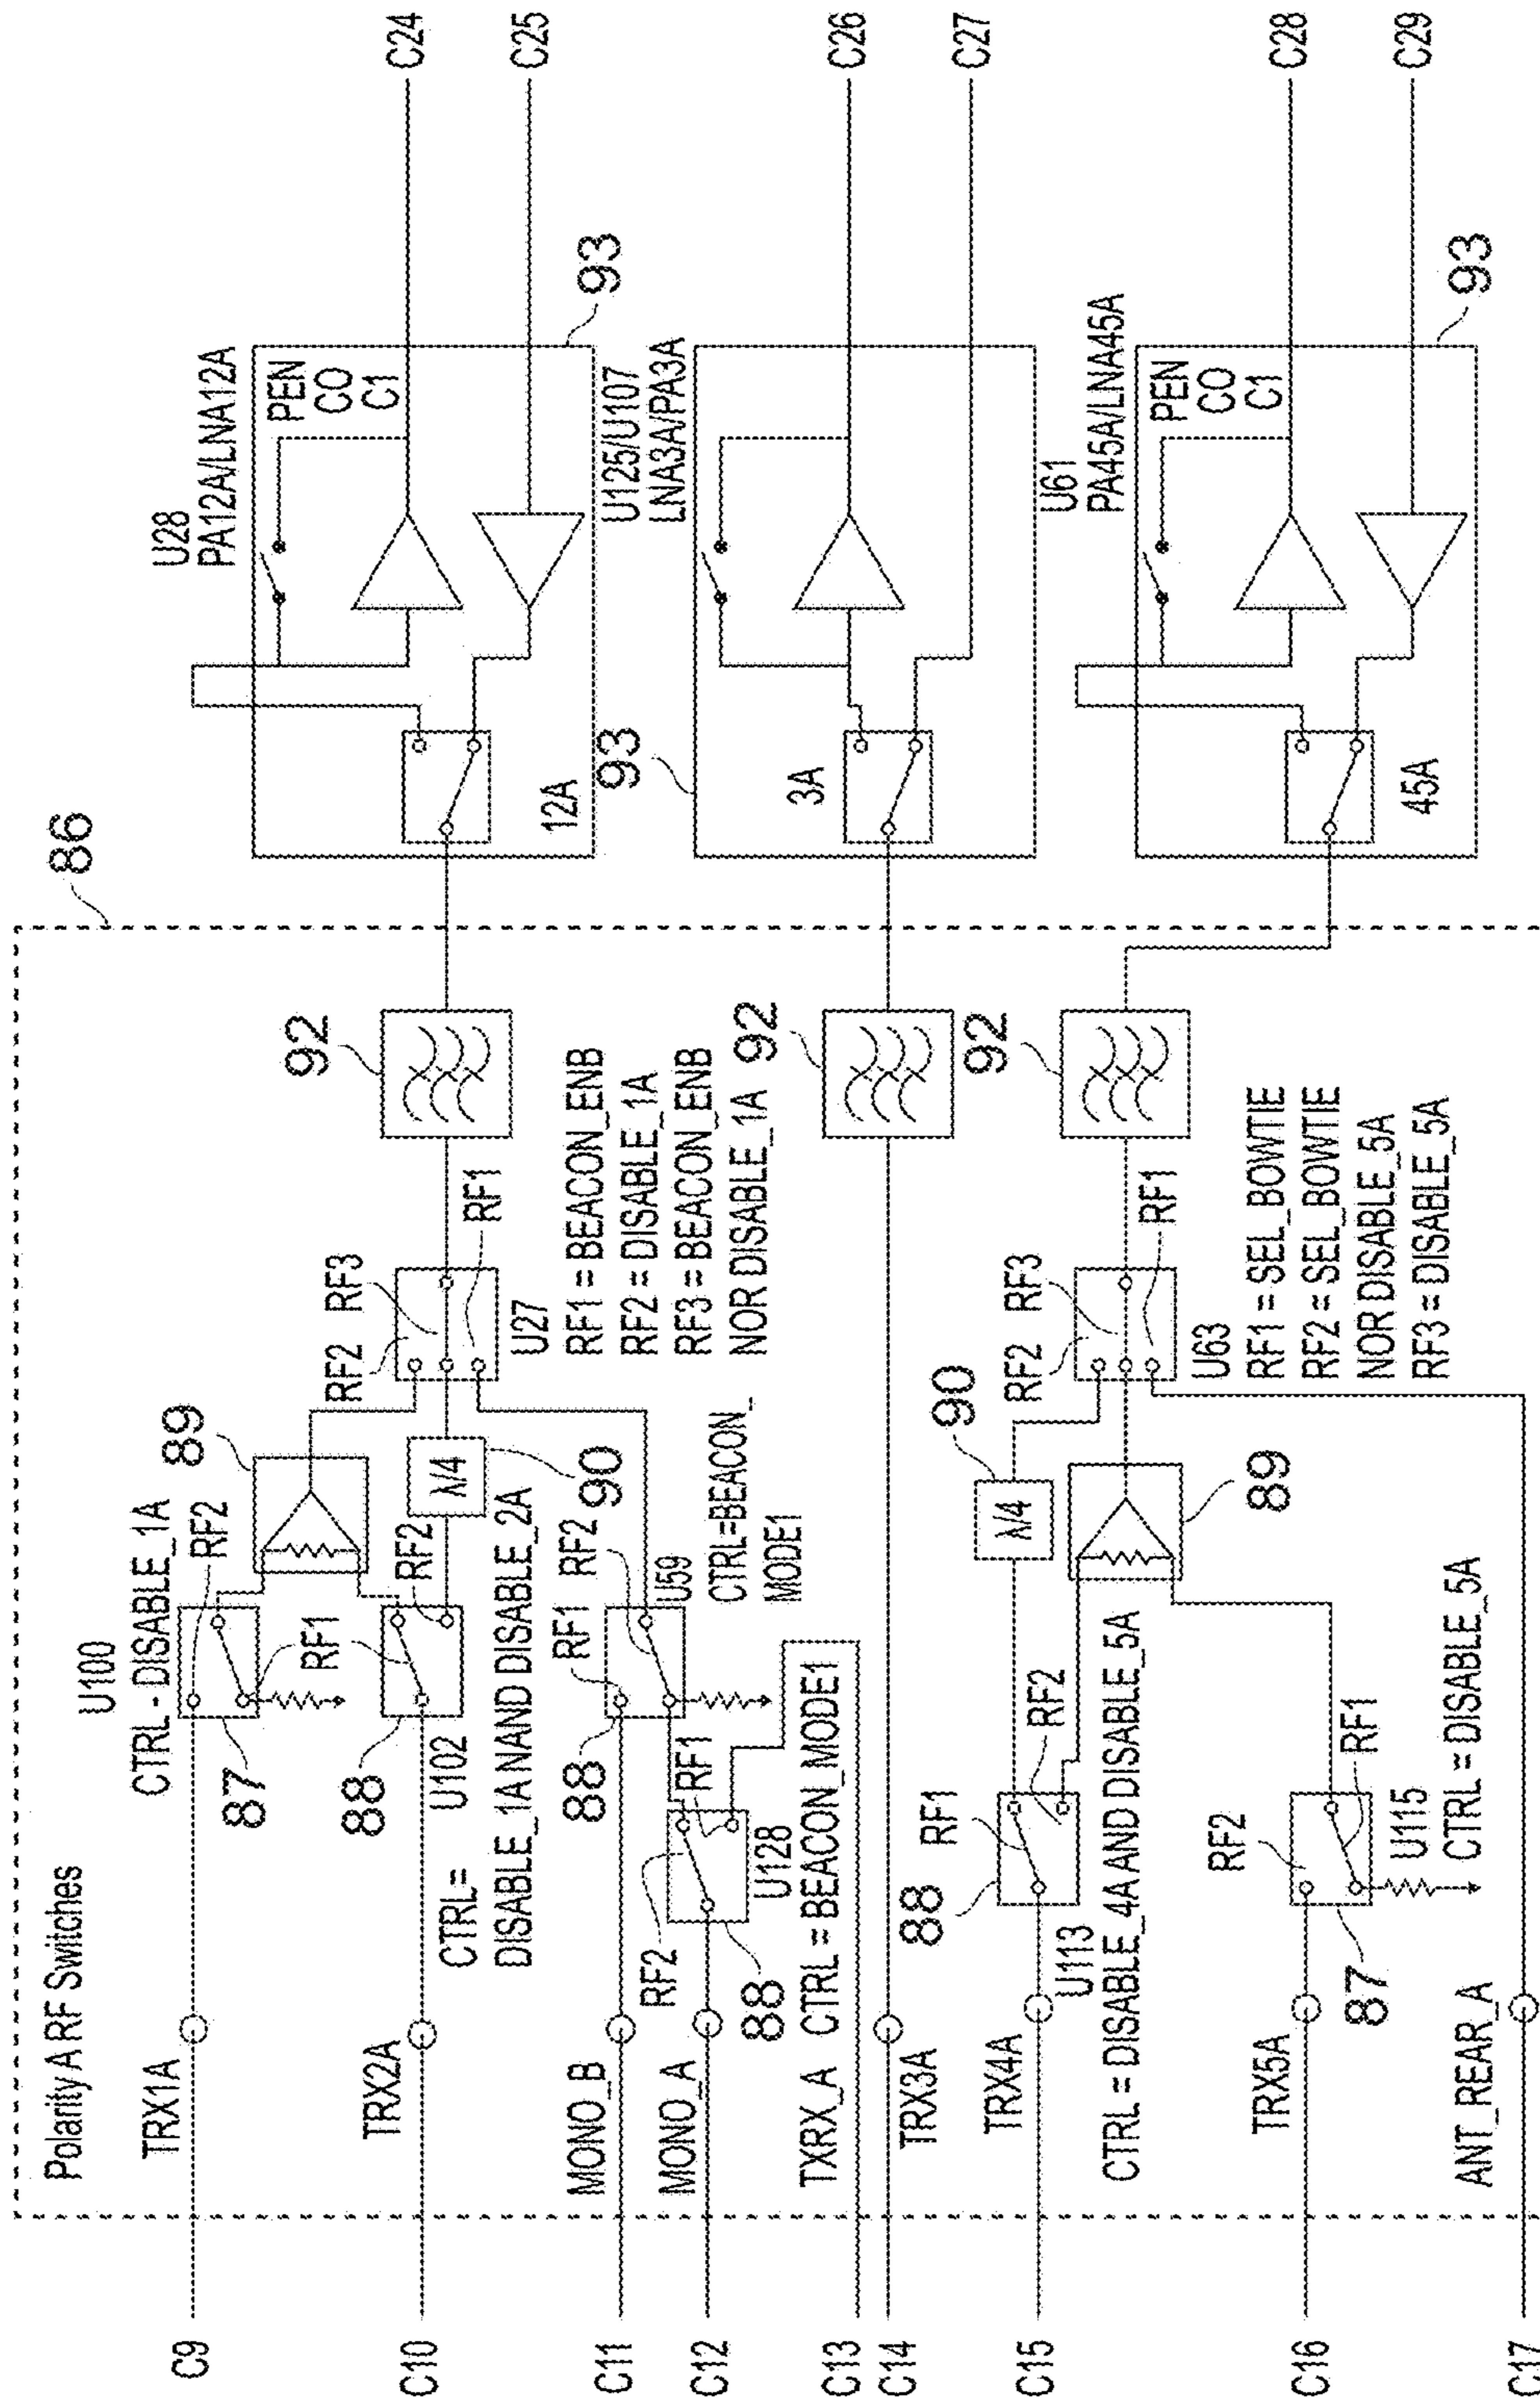 Polarity A RF Switches
86
C9
TRX1A
U100
CTRL - DISABLE_1A
RF2
87
RF1
89
C10
TRX2A
88
U102
CTRL=
DISABLE_1A NAND DISABLE_2A
RF2
λ/4
90
RF2
RF3
RF1
U27
RF1 = BEACON_ENB
RF2 = DISABLE_1A
RF3 = BEACON_ENB
NOR DISABLE_1A
92
C11
MONO_B
88
RF1
RF2
U59
CTRL=BEACON_
MODE1
C12
MONO_A
RF2
RF1
U128
88
CTRL = BEACON_MODE1
C13
TXRX_A
C14
TRX3A
92
C15
TRX4A
88
RF1
RF2
U113
CTRL = DISABLE_4A AND DISABLE_5A
λ/4
90
89
RF2
RF3
RF1
U63
RF1 = SEL_BOWTIE
RF2 = SEL_BOWTIE
NOR DISABLE_5A
RF3 = DISABLE_5A
92
C16
TRX5A
RF2
87
RF1
U115
CTRL = DISABLE_5A
C17
ANT_REAR_A
U28
PA12A/LNA12A
PEN
CO
C1
12A
93
C24
C25
U125/U107
LNA3A/PA3A
3A
93
C26
C27
U61
PA45A/LNA45A
PEN
CO
C1
45A
93
C28
C29